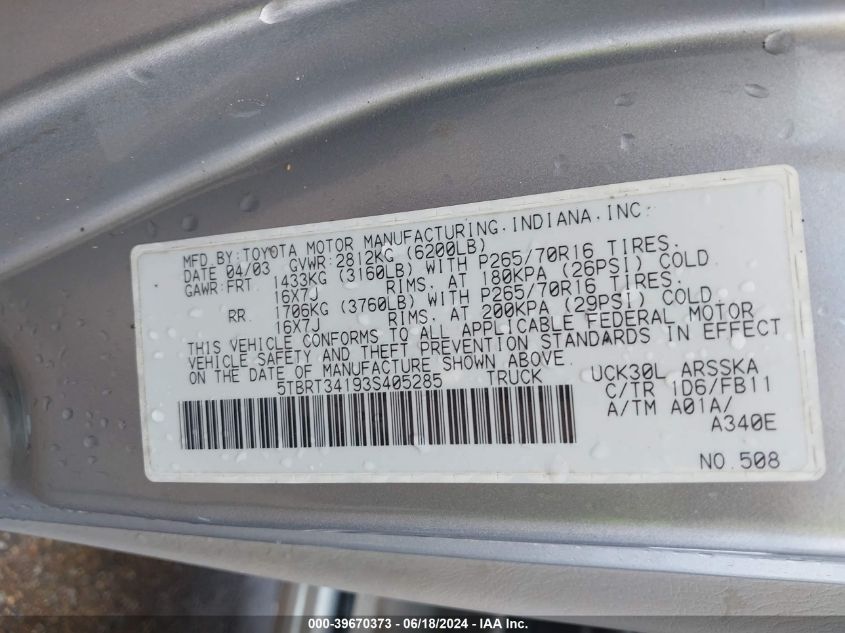 MFD.BY:TOYOTA MOTOR MANUFACTURING.INDIANA.INC.
DATE 04/03 GVWR:2812KG (6200LB)
GAWR:FRT 1433KG (3160LB) WITH P265/70R16 TIRES.
16X7J RIMS. AT 180KPA (26PSI) COLD
RR 1706KG (3760LB) WITH P265/70R16 TIRES.
16X7J RIMS. AT 200KPA (29PSI) COLD
THIS VEHICLE CONFORMS TO ALL APPLICABLE FEDERAL MOTOR
VEHICLE SAFETY AND THEFT PREVENTION STANDARDS IN EFFECT
ON THE DATE OF MANUFACTURE SHOWN ABOVE.
5TBRT34193S405285 TRUCK
UCK30L ARSSKA
C/TR 1D6/FB11
A/TM A01A/
A340E
NO.508
000-39670373 - 06/18/2024 - IAA Inc.